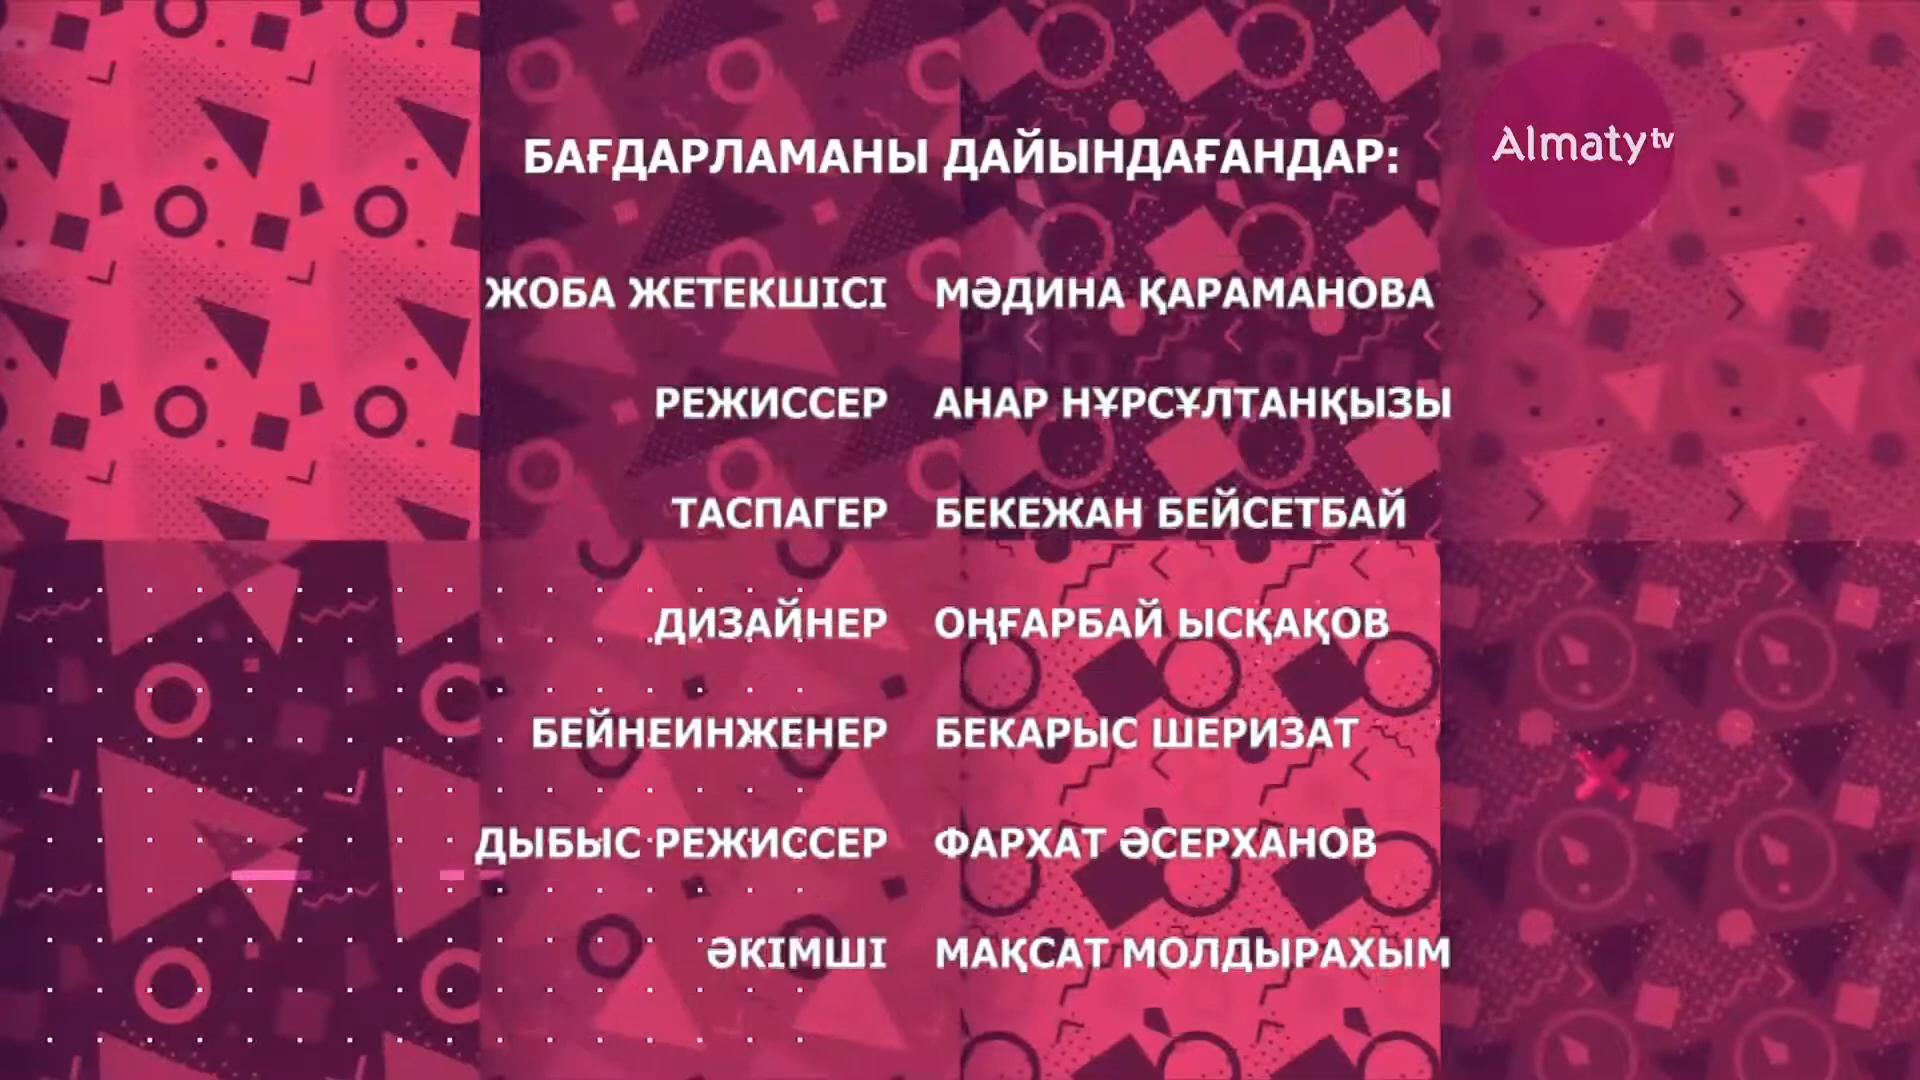 БАҒДАРЛАМАНЫ ДАЙЫНДАҒАНДАР:
Almaty tv
ЖОБА ЖЕТЕКШІСІ МӘДИНА ҚАРАМАНОВА
РЕЖИССЕР АНАР НҰРСҰЛТАНҚЫЗЫ
ТАСПАГЕР БЕКЕЖАН БЕЙСЕТБАЙ
ДИЗАЙНЕР ОҢҒАРБАЙ ЫСҚАҚОВ
БЕЙНЕИНЖЕНЕР БЕКАРЫС ШЕРИЗАТ
ДЫБЫС РЕЖИССЕР ФАРХАТ ӘСЕРХАНОВ
ӘКІМШІ МАҚСАТ МОЛДЫРАХЫМ